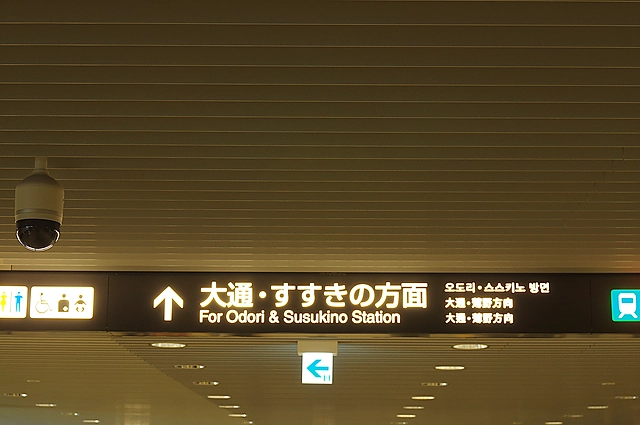 大通・すすきの方面
For Odori & Susukino Station
오도리・스스키노 방면
大通・薄野方向
大通・薄野方向